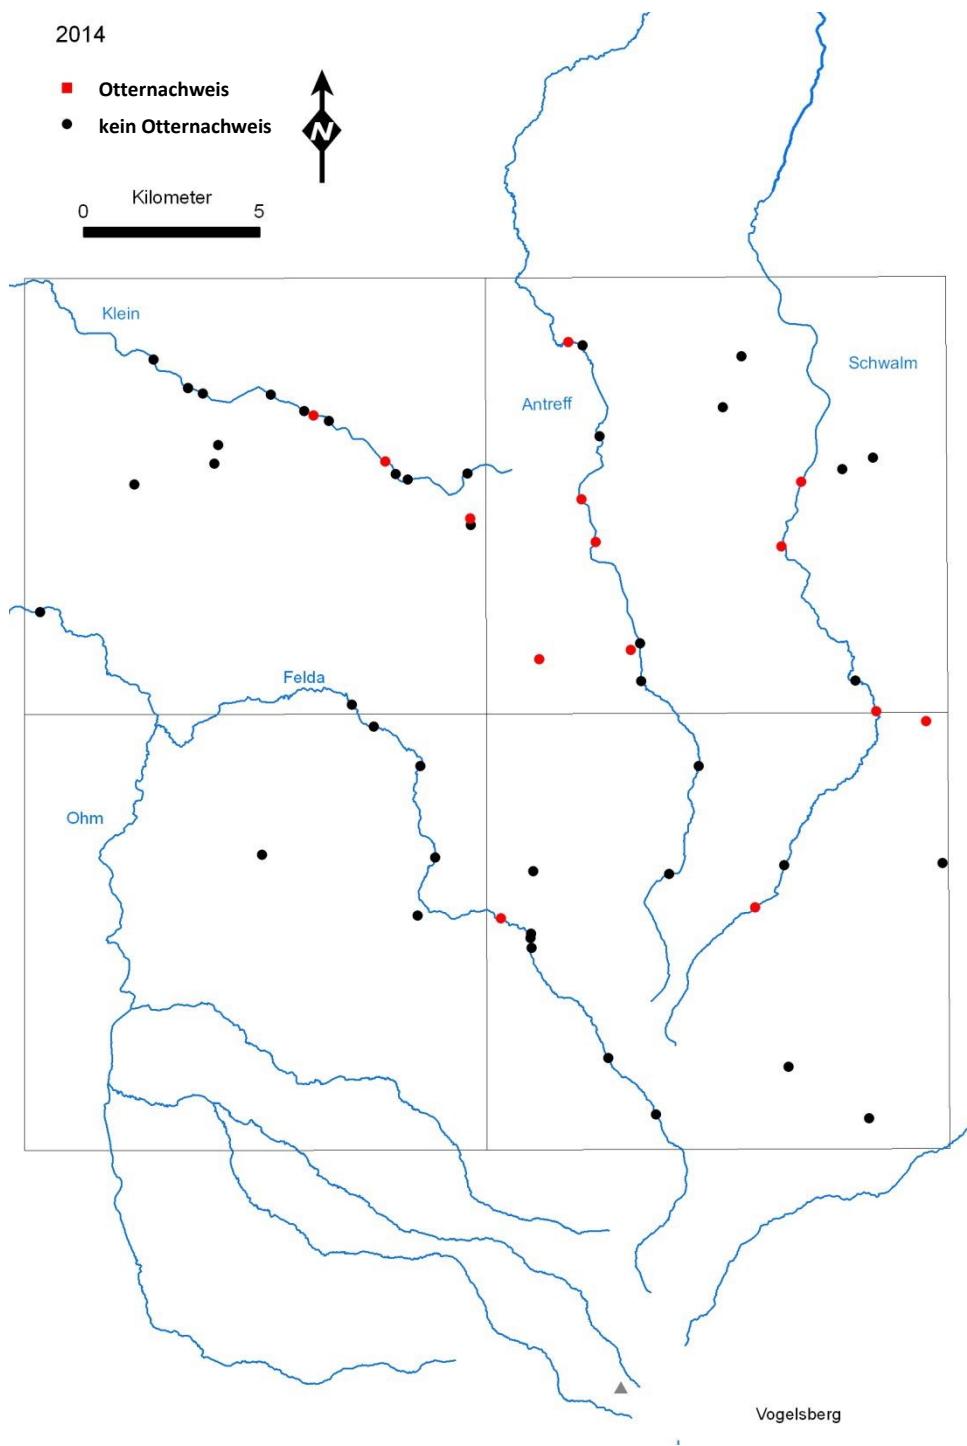 2014
Otternachweis
kein Otternachweis
N
Kilometer
0 5
Klein
Schwalm
Antreff
Felda
Ohm
Vogelsberg